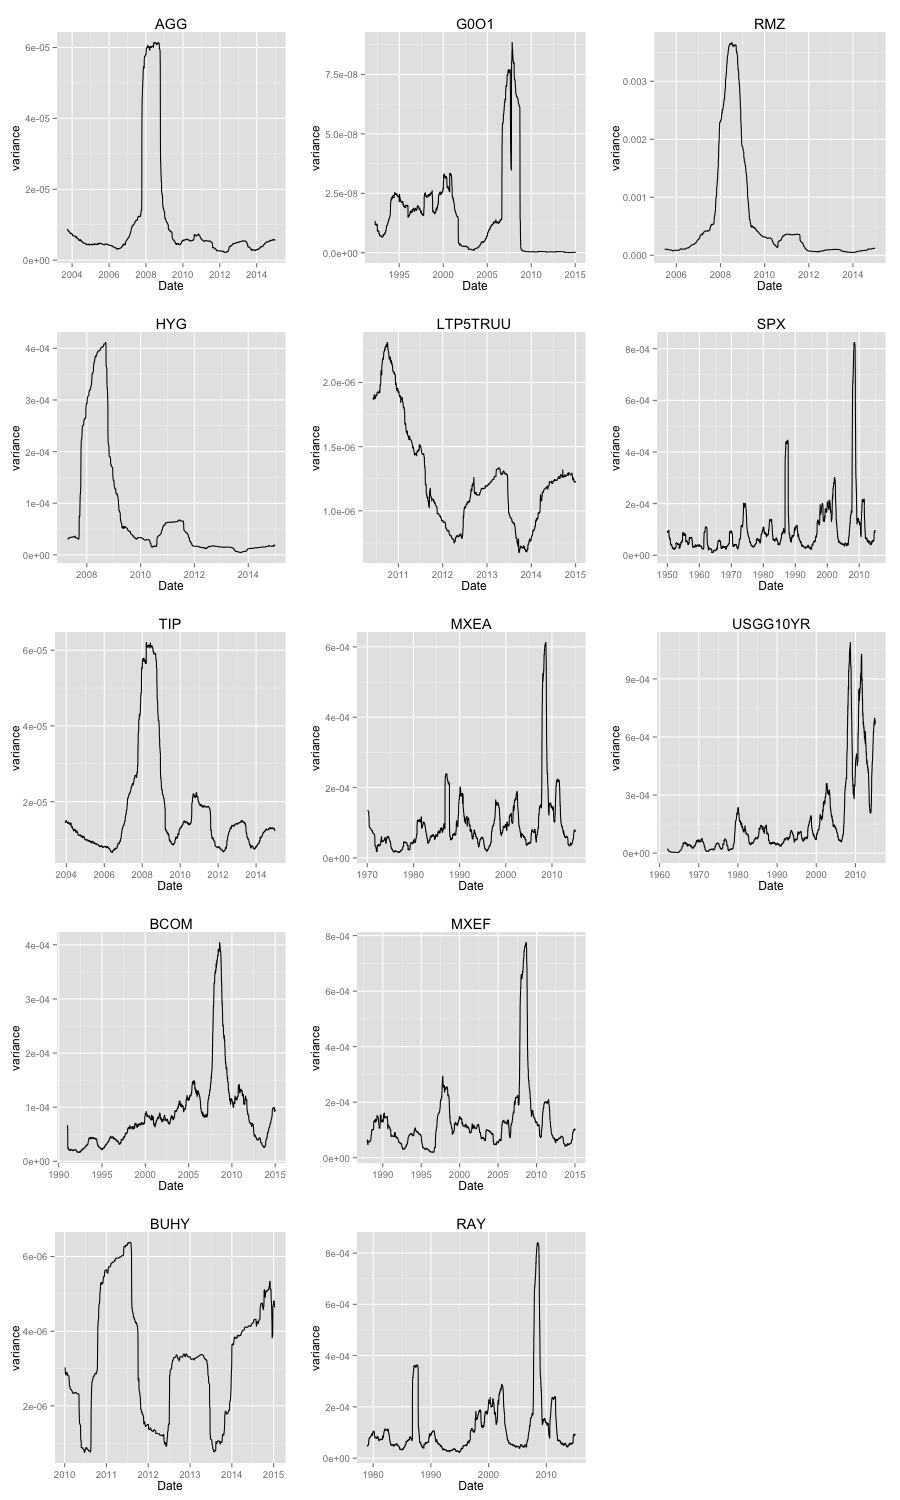 AGG
variance
6e-05
4e-05
2e-05
0e+00
2004 2006 2008 2010 2012 2014
Date
G0O1
variance
7.5e-08
5.0e-08
2.5e-08
0.0e+00
1995 2000 2005 2010 2015
Date
RMZ
variance
0.003
0.002
0.001
0.000
2006 2008 2010 2012 2014
Date
HYG
variance
4e-04
3e-04
2e-04
1e-04
0e+00
2008 2010 2012 2014
Date
LTP5TRUU
variance
2.0e-06
1.5e-06
1.0e-06
2011 2012 2013 2014 2015
Date
SPX
variance
8e-04
6e-04
4e-04
2e-04
0e+00
1950 1960 1970 1980 1990 2000 2010
Date
TIP
variance
6e-05
4e-05
2e-05
2004 2006 2008 2010 2012 2014
Date
MXEA
variance
6e-04
4e-04
2e-04
0e+00
1970 1980 1990 2000 2010
Date
USGG10YR
variance
9e-04
6e-04
3e-04
0e+00
1960 1970 1980 1990 2000 2010
Date
BCOM
variance
4e-04
3e-04
2e-04
1e-04
0e+00
1990 1995 2000 2005 2010 2015
Date
MXEF
variance
8e-04
6e-04
4e-04
2e-04
0e+00
1990 1995 2000 2005 2010 2015
Date
BUHY
variance
6e-06
4e-06
2e-06
2010 2011 2012 2013 2014 2015
Date
RAY
variance
8e-04
6e-04
4e-04
2e-04
0e+00
1980 1990 2000 2010
Date